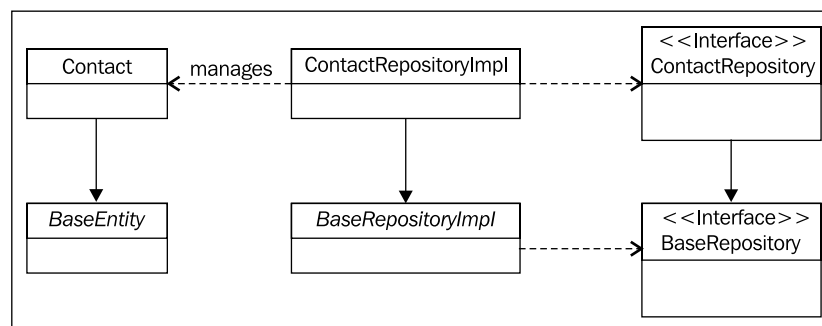 Contact
manages
ContactRepositoryImpl
<<Interface>>
ContactRepository
BaseEntity
BaseRepositoryImpl
<<Interface>>
BaseRepository